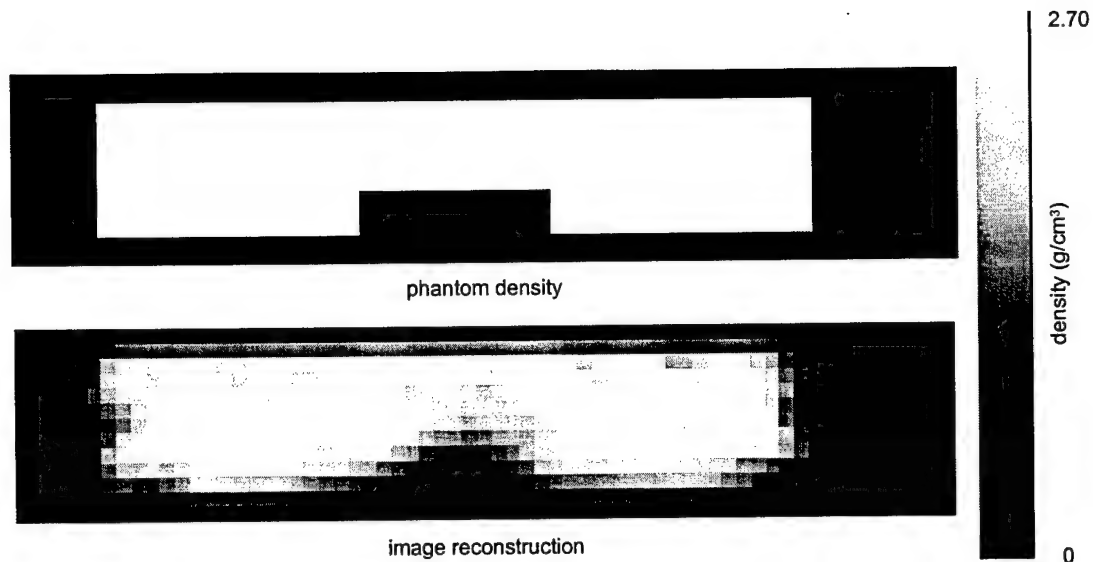 2.70
phantom density
density (g/cm³)
image reconstruction
0